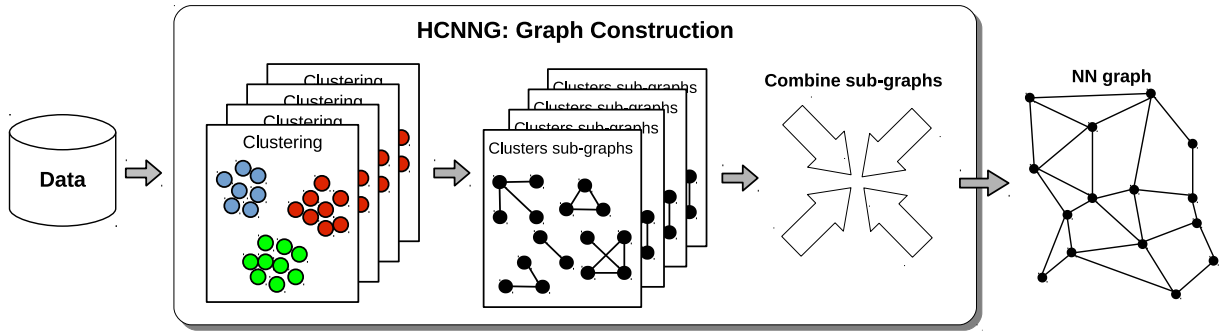 HCNNG: Graph Construction
Data
Clustering
Clustering
Clustering
Clustering
Clusters sub-graphs
Clusters sub-graphs
Clusters sub-graphs
Clusters sub-graphs
Combine sub-graphs
NN graph